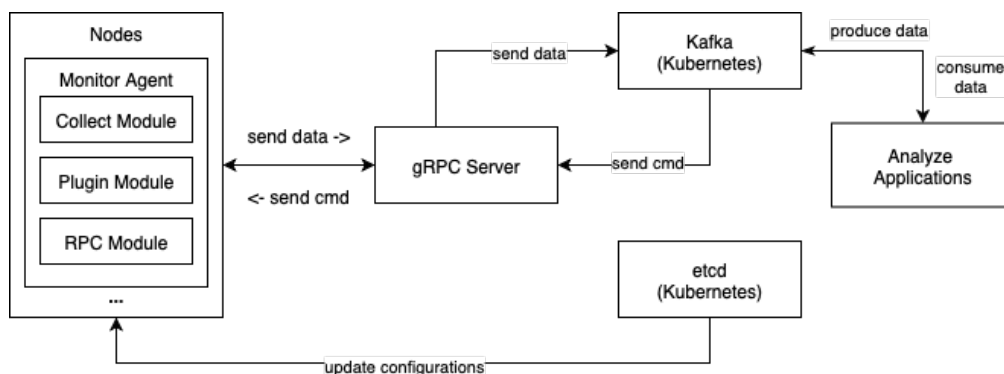 Nodes
Monitor Agent
Collect Module
Plugin Module
RPC Module
...
send data ->
<- send cmd
gRPC Server
send data
send cmd
Kafka
(Kubernetes)
produce data
consume
data
Analyze
Applications
etcd
(Kubernetes)
update configurations